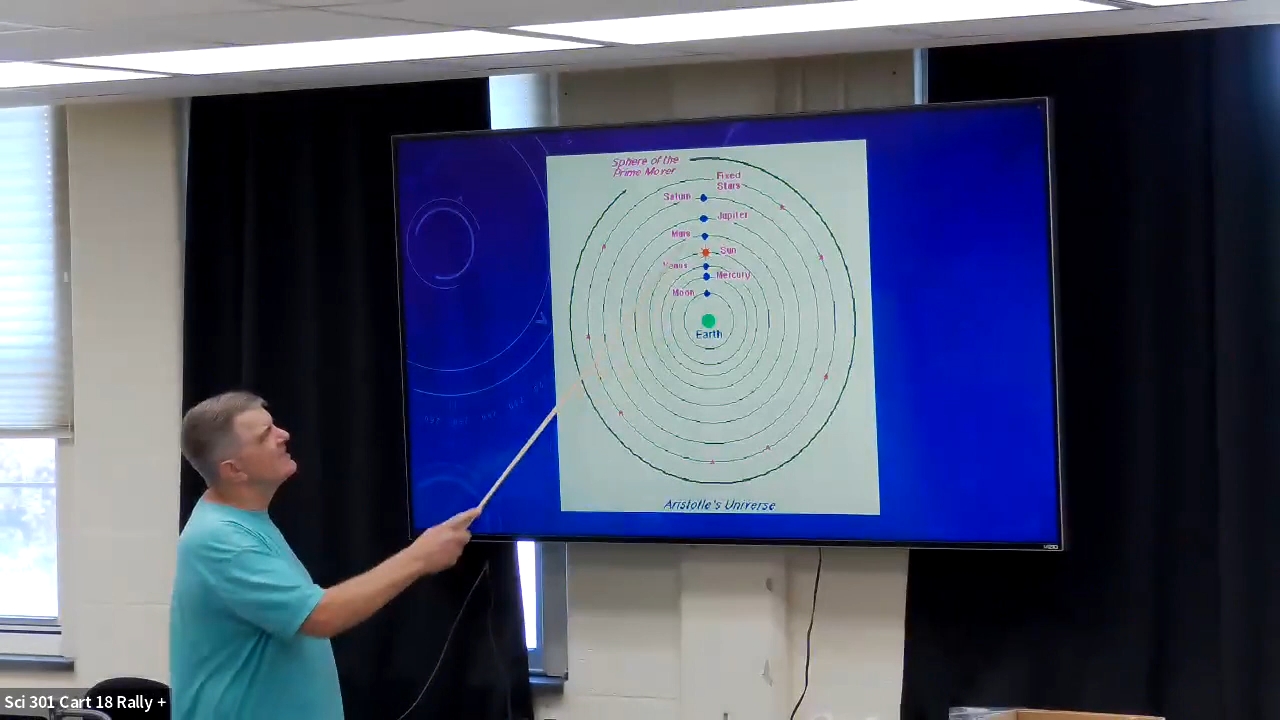 Sphere of the
Prime Mover
Fixed
Stars
Saturn
Jupiter
Mars
Sun
Venus
Mercury
Moon
Earth
Aristotle's Universe
VIZIO
Sci 301 Cart 18 Rally +